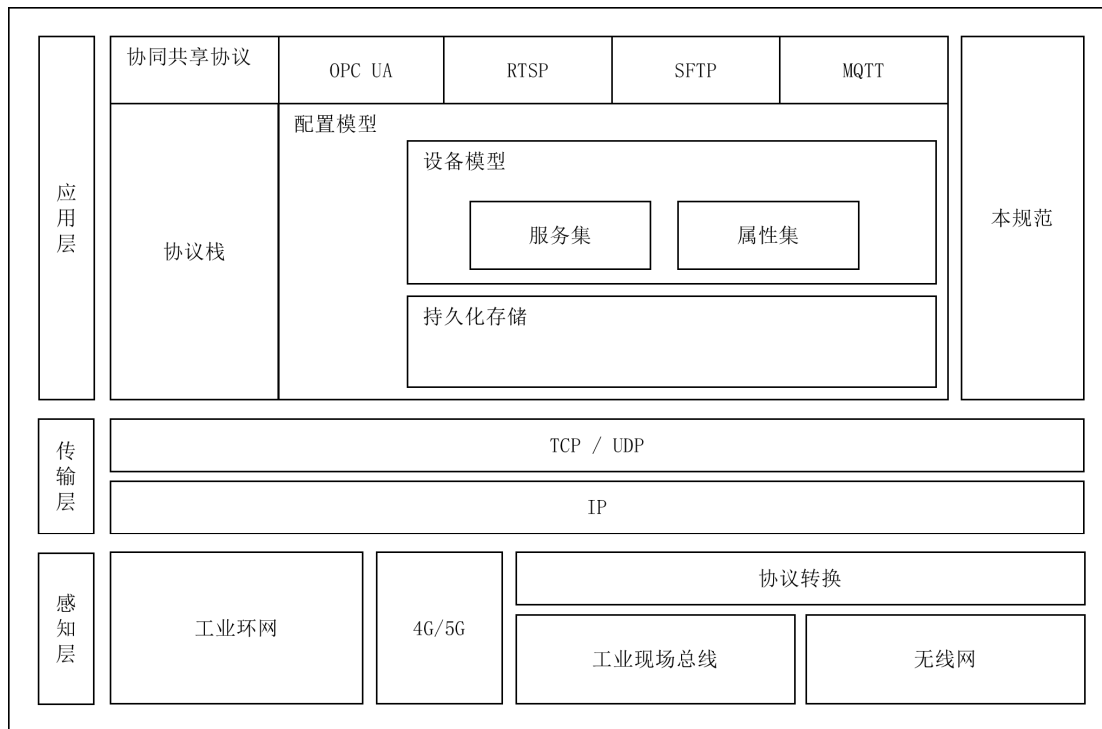 应用层
协同共享协议
OPC UA
RTSP
SFTP
MQTT
协议栈
配置模型
设备模型
服务集
属性集
持久化存储
本规范
传输层
TCP / UDP
IP
感知层
工业环网
4G/5G
协议转换
工业现场总线
无线网